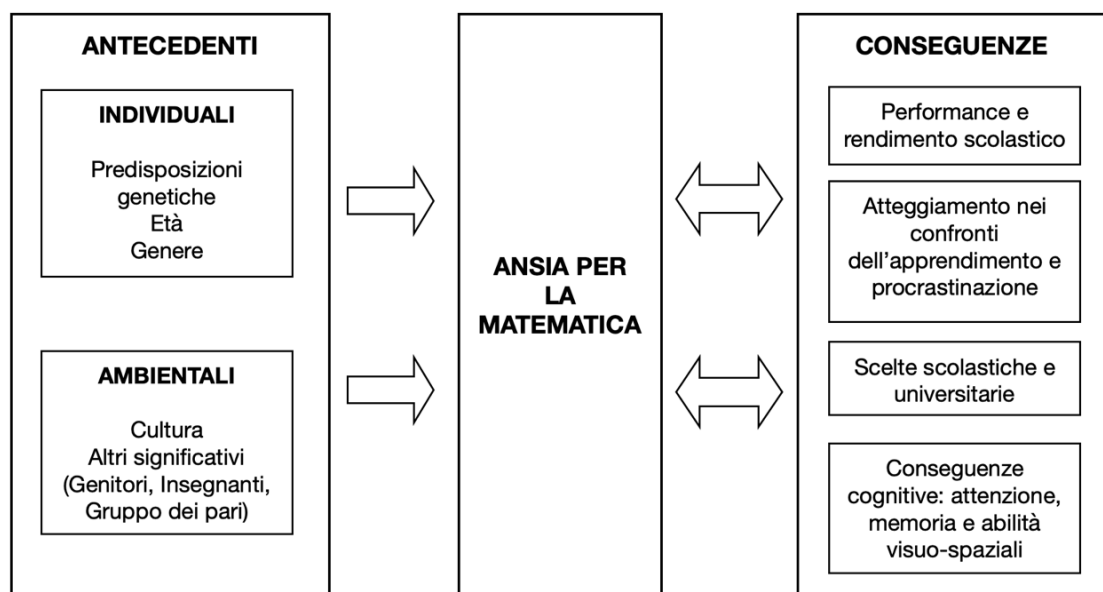 ANTECEDENTI
INDIVIDUALI
Predisposizioni
genetiche
Età
Genere
AMBIENTALI
Cultura
Altri significativi
(Genitori, Insegnanti,
Gruppo dei pari)
ANSIA PER
LA
MATEMATICA
CONSEGUENZE
Performance e
rendimento scolastico
Atteggiamento nei
confronti
dell’apprendimento e
procrastinazione
Scelte scolastiche e
universitarie
Conseguenze
cognitive: attenzione,
memoria e abilità
visuo-spaziali